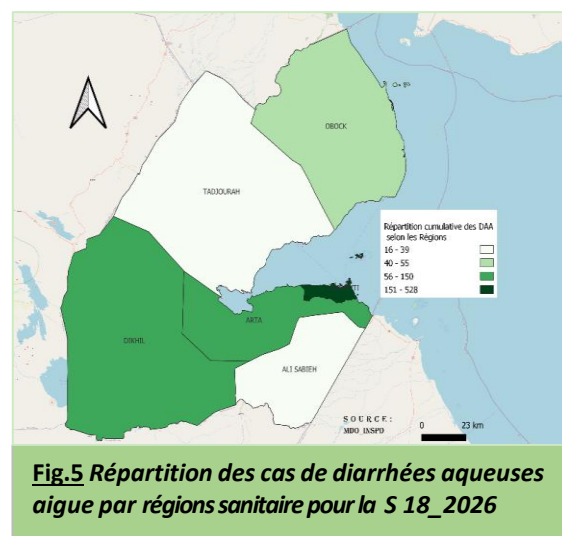 OBOCK
TADJOURAH
Répartition cumulative des DAA
selon les Régions
16 - 39
40 - 55
56 - 150
151 - 528
ARTA
DIKHIL
ALI SABIEH
SOURCE:
MDO_INSPD
0 23 km
Fig.5 Répartition des cas de diarrhées aqueuses
aigue par régions sanitaire pour la S 18_2026